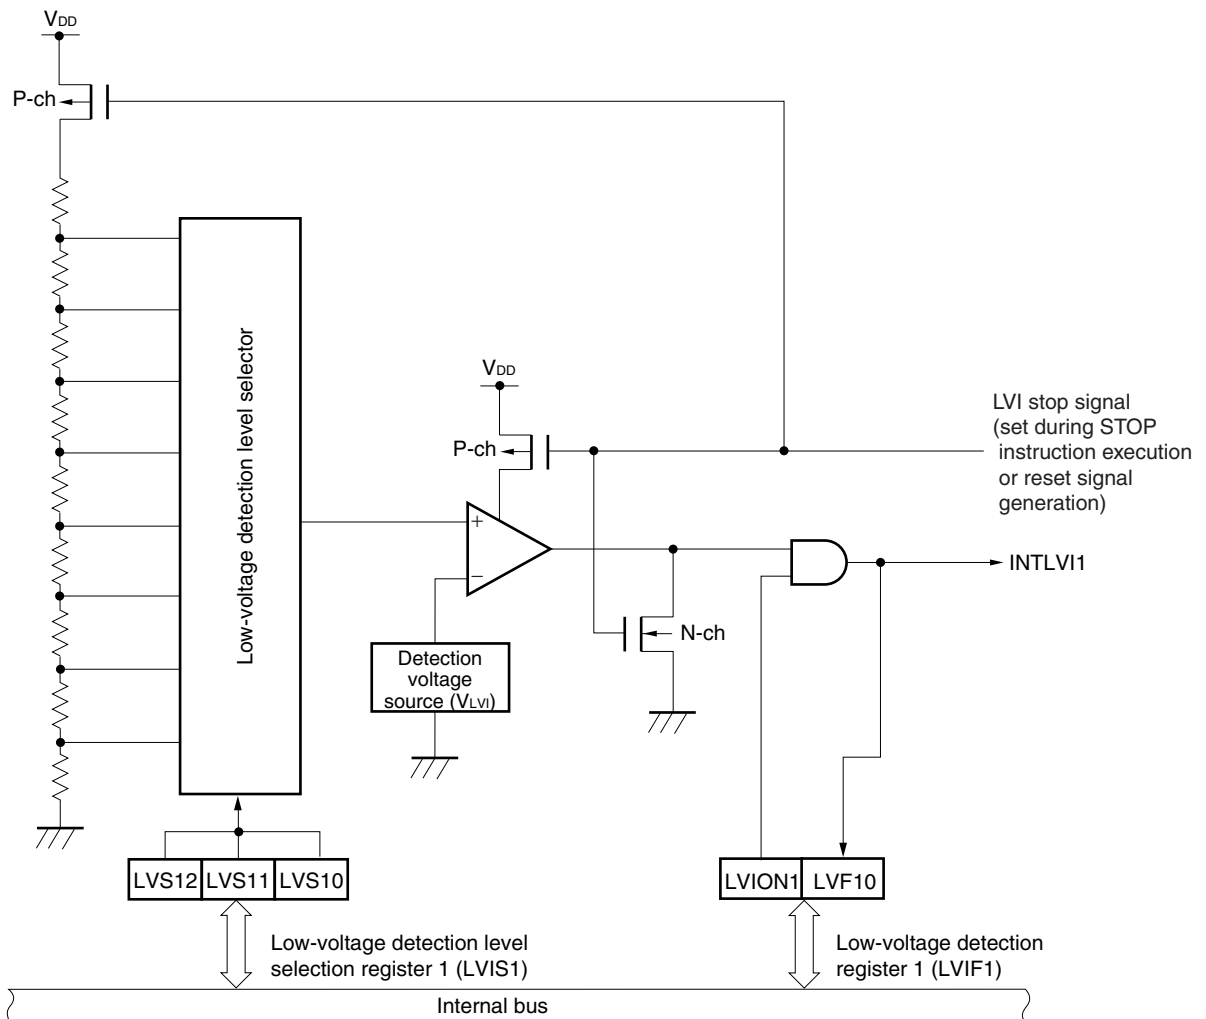 VDD
P-ch
Low-voltage detection level selector
VDD
P-ch
LVI stop signal
(set during STOP
instruction execution
or reset signal
generation)
+
−
INTLVI1
N-ch
Detection
voltage
source (VLVI)
LVS12 LVS11 LVS10
LVION1 LVF10
Low-voltage detection level
selection register 1 (LVIS1)
Low-voltage detection
register 1 (LVIF1)
Internal bus